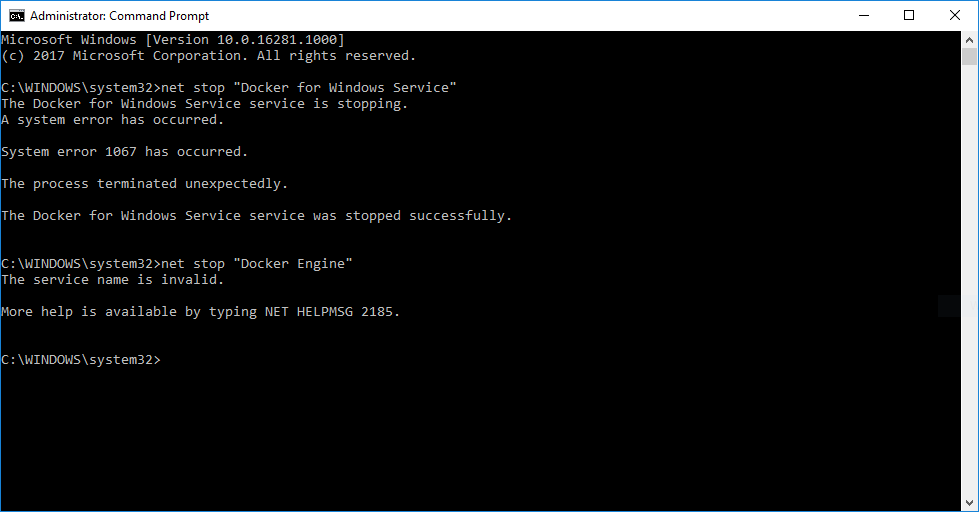 Administrator: Command Prompt
Microsoft Windows [Version 10.0.16281.1000]
(c) 2017 Microsoft Corporation. All rights reserved.
C:\WINDOWS\system32>net stop "Docker for Windows Service"
The Docker for Windows Service service is stopping.
A system error has occurred.
System error 1067 has occurred.
The process terminated unexpectedly.
The Docker for Windows Service service was stopped successfully.
C:\WINDOWS\system32>net stop "Docker Engine"
The service name is invalid.
More help is available by typing NET HELPMSG 2185.
C:\WINDOWS\system32>